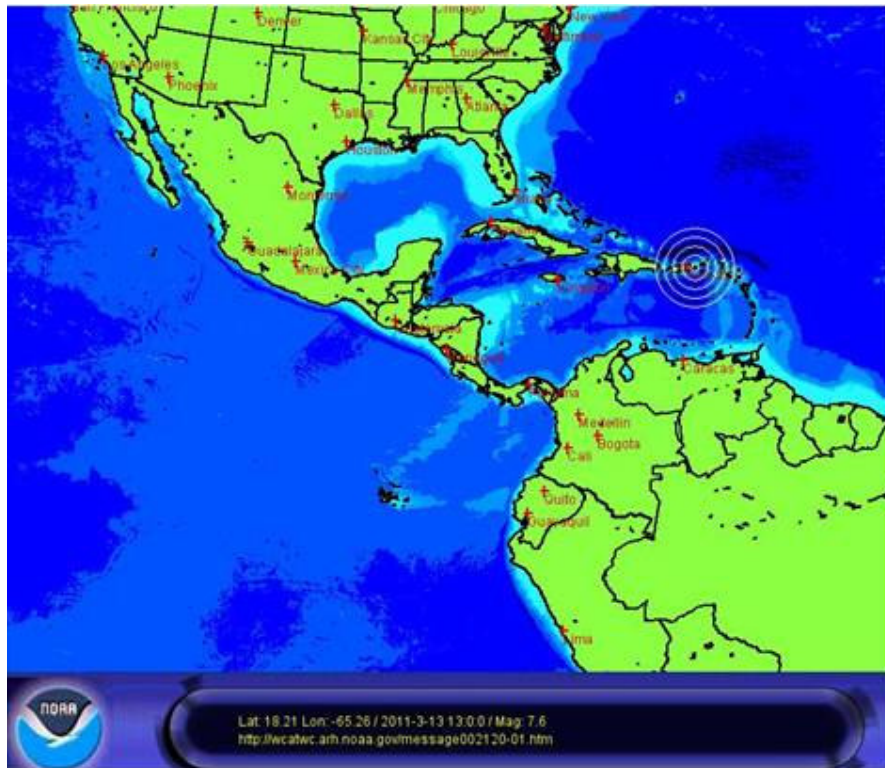 Chicago
Denver
New York
Kansas City
Louisville
Los Angeles
Phoenix
Memphis
Atlanta
Dallas
Houston
Miami
Monterrey
Guadalajara
Caracas
Medellin
Bogota
Cali
Quito
Guayaquil
Lima
NOAA
Lat: 18.21 Lon: -65.26 / 2011-3-13 13:0:0 / Mag: 7.6
http://wcatwc.arh.noaa.gov/message002120-01.htm